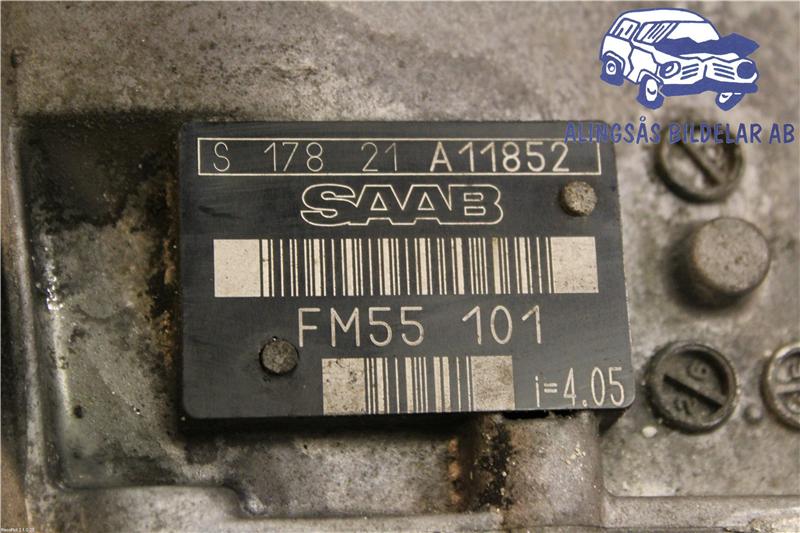 ALINGSÅS BILDELAR AB
S 178 21 A11852
SAAB
FM55 101
i=4.05